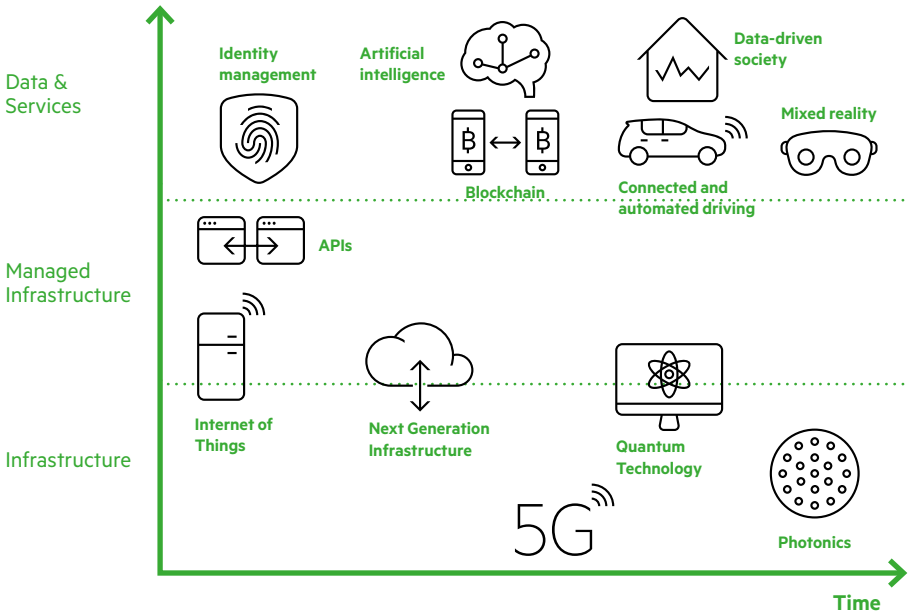 Data &
Services
Identity
management
Artificial
intelligence
Data-driven
society
Mixed reality
฿
฿
Blockchain
Connected and
automated driving
APIs
Managed
Infrastructure
Internet of
Things
Next Generation
Infrastructure
Quantum
Technology
Infrastructure
5G
Photonics
Time